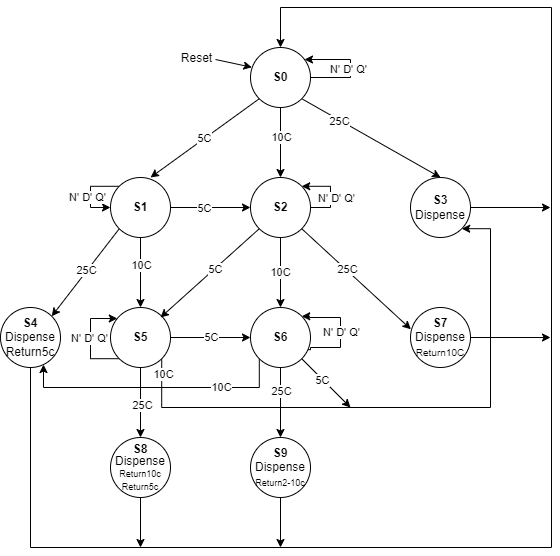 Reset
S0
N' D' Q'
5C
10C
25C
N' D' Q'
S1
5C
S2
N' D' Q'
S3
Dispense
25C
10C
5C
10C
25C
S4
Dispense
Return5c
N' D' Q'
S5
5C
S6
N' D' Q'
S7
Dispense
Return10C
10C
10C
5C
25C
25C
S8
Dispense
Return10c
Return5c
S9
Dispense
Return2-10c